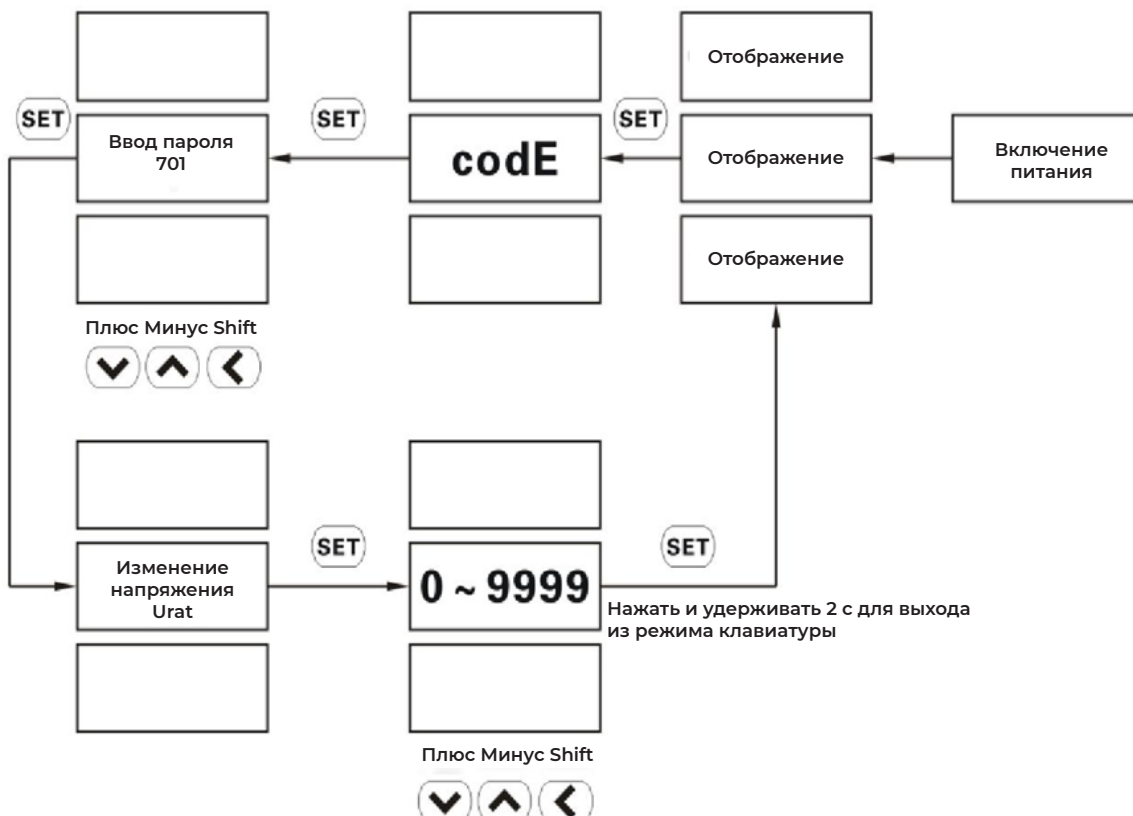 Отображение
SET
SET
SET
Ввод пароля
701
codE
Отображение
Включение
питания
Отображение
Плюс Минус Shift
SET
SET
Изменение
напряжения
Urat
0 ~ 9999
Нажать и удерживать 2 с для выхода
из режима клавиатуры
Плюс Минус Shift